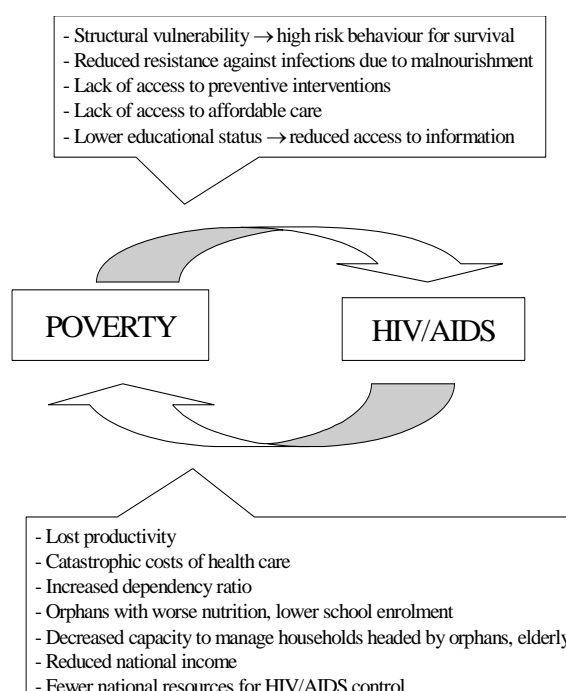 - Structural vulnerability → high risk behaviour for survival
- Reduced resistance against infections due to malnourishment
- Lack of access to preventive interventions
- Lack of access to affordable care
- Lower educational status → reduced access to information
POVERTY
HIV/AIDS
- Lost productivity
- Catastrophic costs of health care
- Increased dependency ratio
- Orphans with worse nutrition, lower school enrolment
- Decreased capacity to manage households headed by orphans, elderly
- Reduced national income
- Fewer national resources for HIV/AIDS control